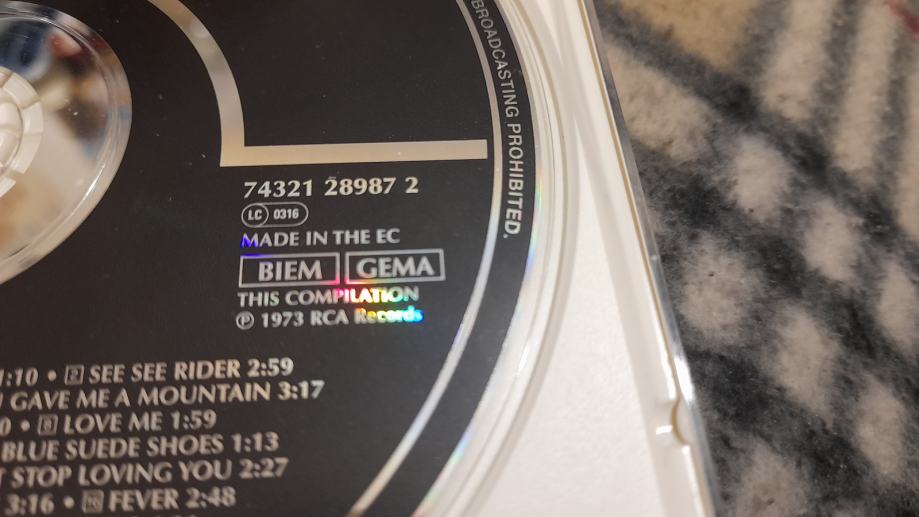 BROADCASTING PROHIBITED.
74321 28987 2
LC 0316
MADE IN THE EC
BIEM GEMA
THIS COMPILATION
℗ 1973 RCA Records
1:10 • 2 SEE SEE RIDER 2:59
GAVE ME A MOUNTAIN 3:17
0 • 8 LOVE ME 1:59
BLUE SUEDE SHOES 1:13
T STOP LOVING YOU 2:27
3:16 • FEVER 2:48